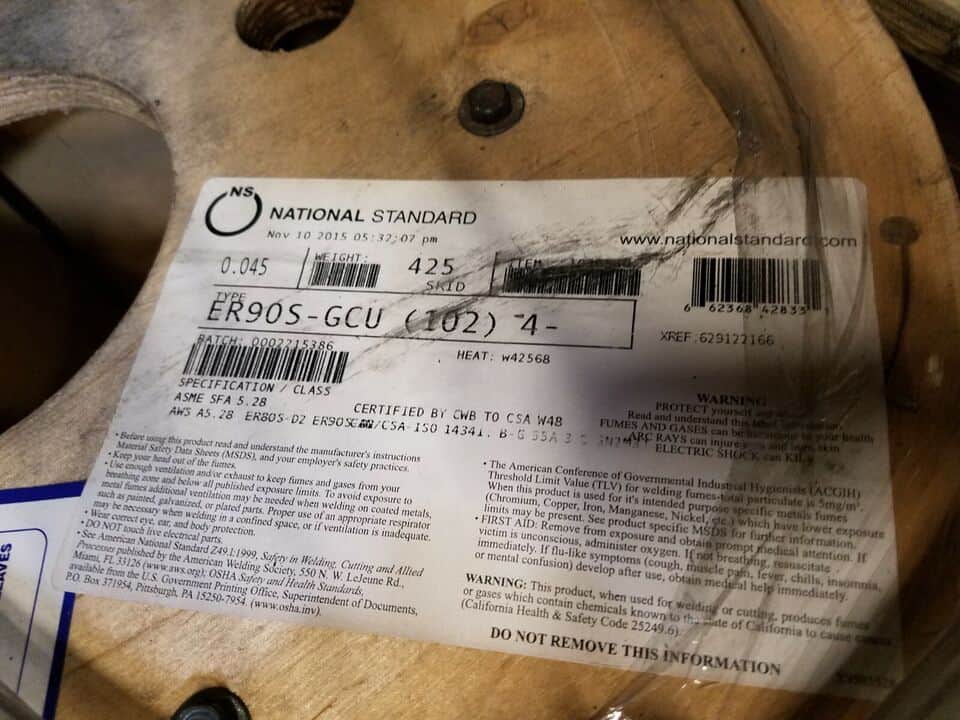 NS
NATIONAL STANDARD
Nov 10 2015 05:37:07 pm
www.nationalstandard.com
0.045
WEIGHT:
425
SKID
ITEM
6 62368 42833
TYPE
ER90S-GCU (102) 4-
XREF:629122166
BATCH: 0002215386
HEAT: W42568
SPECIFICATION / CLASS
ASME SFA 5.28
CERTIFIED BY CWB TO CSA W48
AWS A5.28 ER80S-D2 ER90S /CSA-ISO 14341. B-G 55A 3
WARNING
PROTECT yourself
Read and understand this
FUMES AND GASES can be to your health
ARC RAYS can injure
ELECTRIC SHOCK can KILL
• Before using this product read and understand the manufacturer's instructions
Material Safety Data Sheets (MSDS), and your employer's safety practices.
• Keep your head out of the fumes.
• Use enough ventilation and/or exhaust to keep fumes and gases from your
breathing zone and below all published exposure limits. To avoid exposure to
metal fumes additional ventilation may be needed when welding on coated metals,
such as painted, galvanized, or plated parts. Proper use of an appropriate respirator
may be necessary when welding in a confined space, or if ventilation is inadequate.
• Wear correct eye, ear, and body protection.
• DO NOT touch live electrical parts.
• See American National Standard Z49.1:1999, Safety in Welding, Cutting and Allied
Processes published by the American Welding Society, 550 N. W. LeJeune Rd.,
Miami, FL 33126 (www.aws.org); OSHA Safety and Health Standards,
available from the U.S. Government Printing Office, Superintendent of Documents,
P.O. Box 371954, Pittsburgh, PA 15250-7954. (www.osha.inv).
• The American Conference of Governmental Industrial Hygienists (ACGIH)
Threshold Limit Value (TLV) for welding fumes-total particulate is 5mg/m³.
When this product is used for it's intended purpose specific metals fumes
(Chromium, Copper, Iron, Manganese, Nickel, etc.) which have lower exposure
limits may be present. See product specific MSDS for further information.
• FIRST AID: Remove from exposure and obtain prompt medical attention. If
victim is unconscious, administer oxygen. If not breathing, resuscitate
immediately. If flu-like symptoms (cough, muscle pain, fever, chills, insomnia,
or mental confusion) develop after use, obtain medical help immediately.
WARNING: This product, when used for welding or cutting, produces fumes
or gases which contain chemicals known to the state of California to cause
(California Health & Safety Code 25249.6)
DO NOT REMOVE THIS INFORMATION